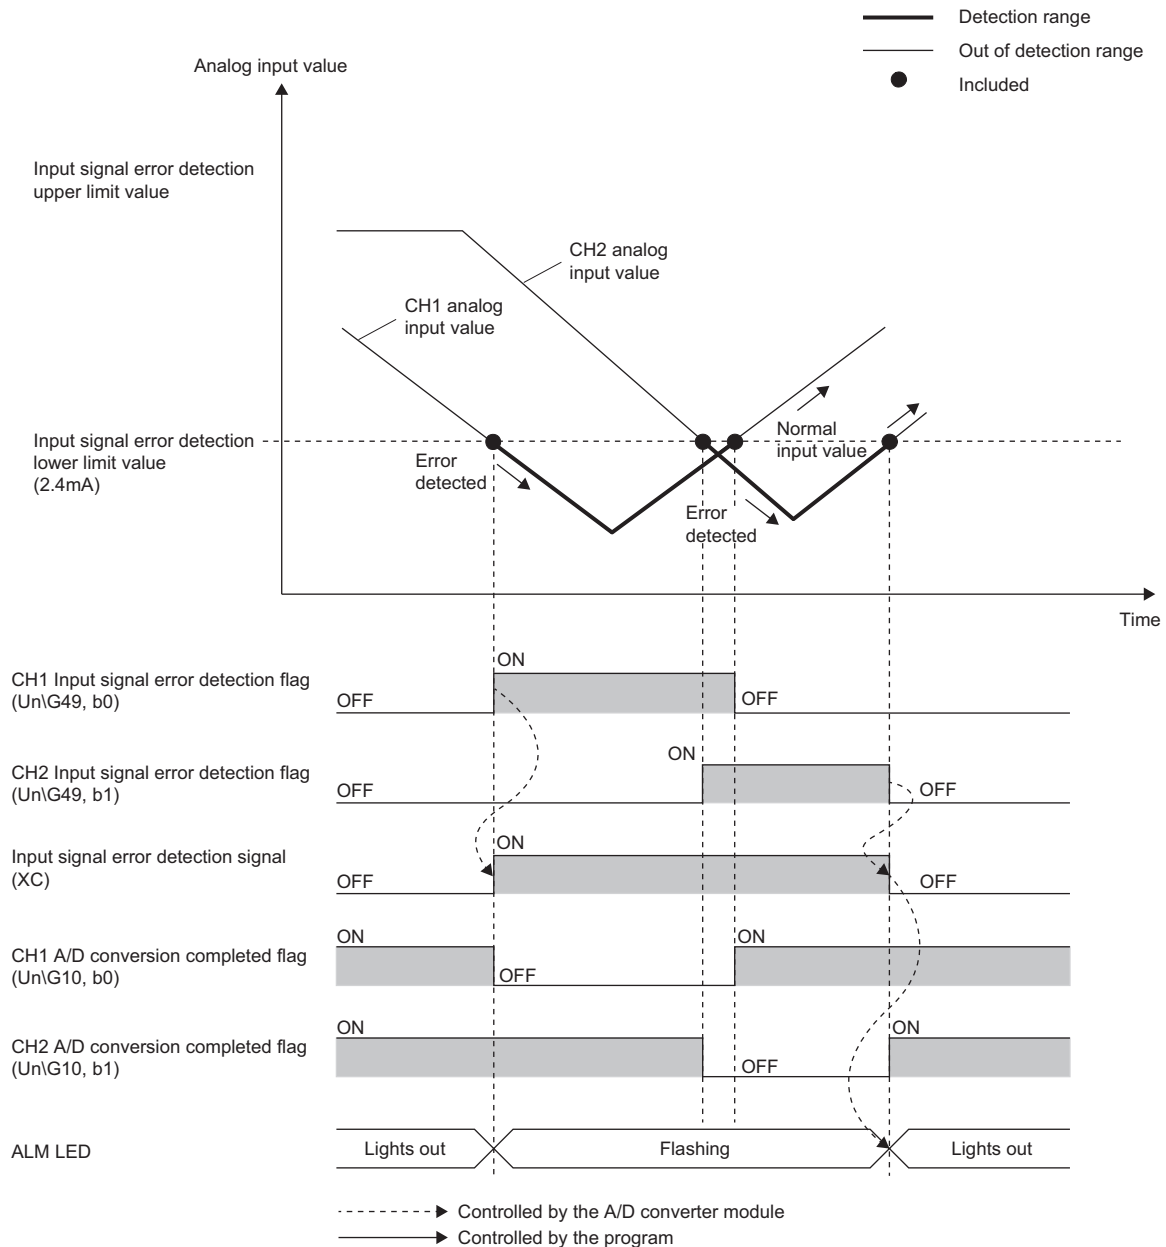 Detection range
Out of detection range
Included
Analog input value
Input signal error detection
upper limit value
CH2 analog
input value
CH1 analog
input value
Input signal error detection
lower limit value
(2.4mA)
Error
detected
Normal
input value
Error
detected
Time
CH1 Input signal error detection flag
(Un\G49, b0)
OFF
ON
OFF
CH2 Input signal error detection flag
(Un\G49, b1)
OFF
ON
OFF
Input signal error detection signal
(XC)
OFF
ON
OFF
CH1 A/D conversion completed flag
(Un\G10, b0)
ON
OFF
ON
CH2 A/D conversion completed flag
(Un\G10, b1)
ON
OFF
ON
ALM LED
Lights out
Flashing
Lights out
Controlled by the A/D converter module
Controlled by the program